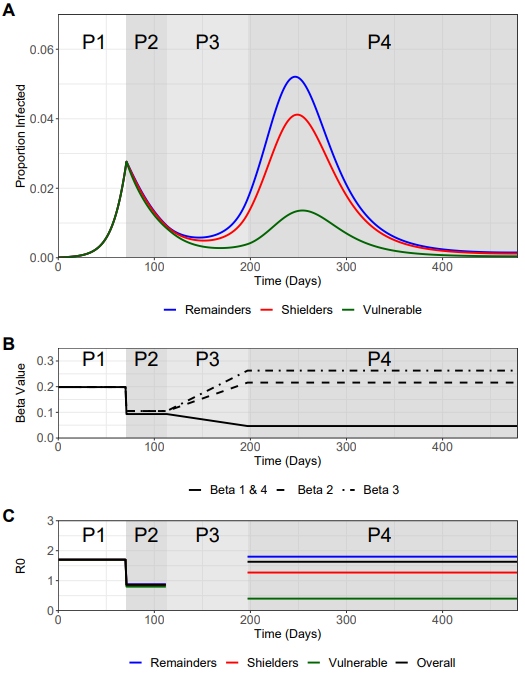 A
P1 P2 P3 P4
Proportion Infected
0.06
0.04
0.02
0.00
0 100 200 300 400
Time (Days)
Remainders Shielders Vulnerable
B
P1 P2 P3 P4
Beta Value
0.3
0.2
0.1
0.0
0 100 200 300 400
Time (Days)
Beta 1 & 4 Beta 2 Beta 3
C
P1 P2 P3 P4
R0
3
2
1
0
0 100 200 300 400
Time (Days)
Remainders Shielders Vulnerable Overall